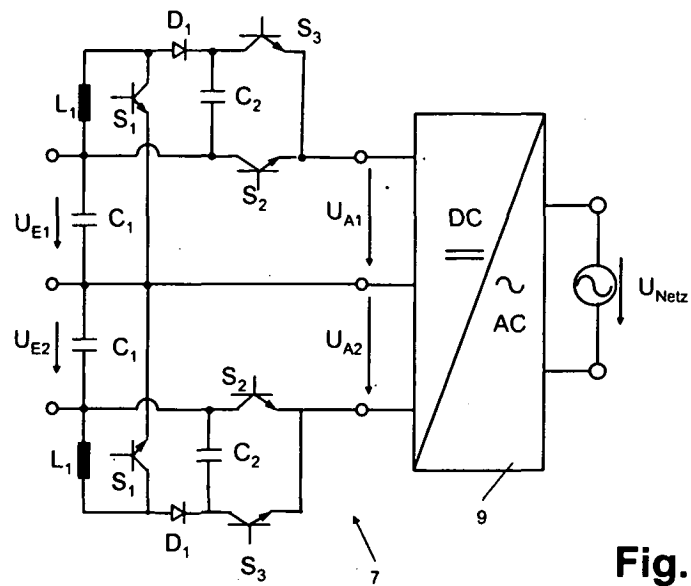 D1
S3
L1
S1
C2
S2
UE1
C1
UA1
DC
UNetz
AC
UE2
C1
UA2
S2
L1
S1
C2
D1
S3
7
9
Fig.